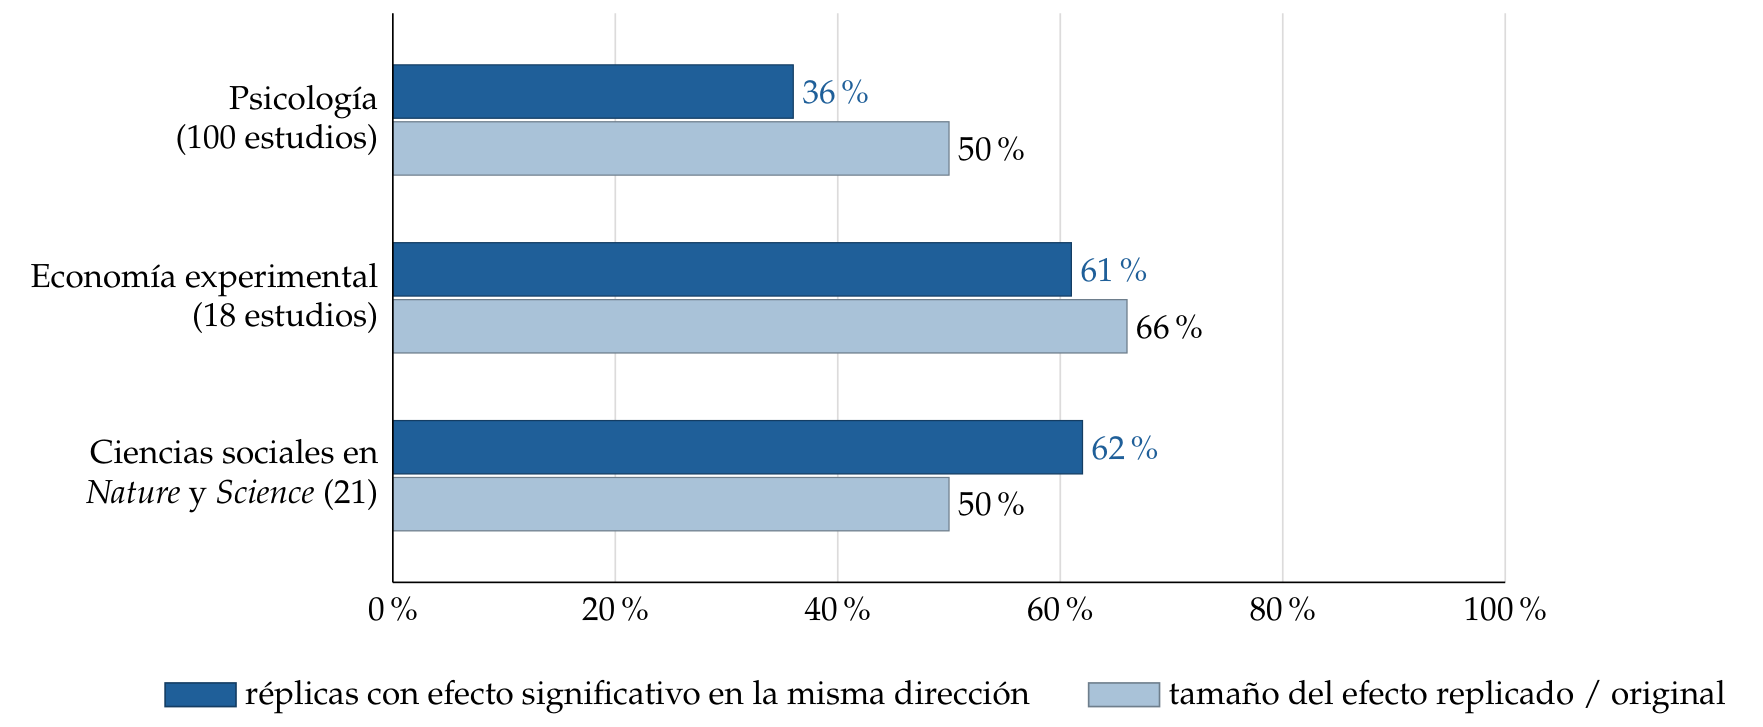 Psicología
(100 estudios)
36 %
50 %
Economía experimental
(18 estudios)
61 %
66 %
Ciencias sociales en
Nature y Science (21)
62 %
50 %
0 % 20 % 40 % 60 % 80 % 100 %
réplicas con efecto significativo en la misma dirección tamaño del efecto replicado / original